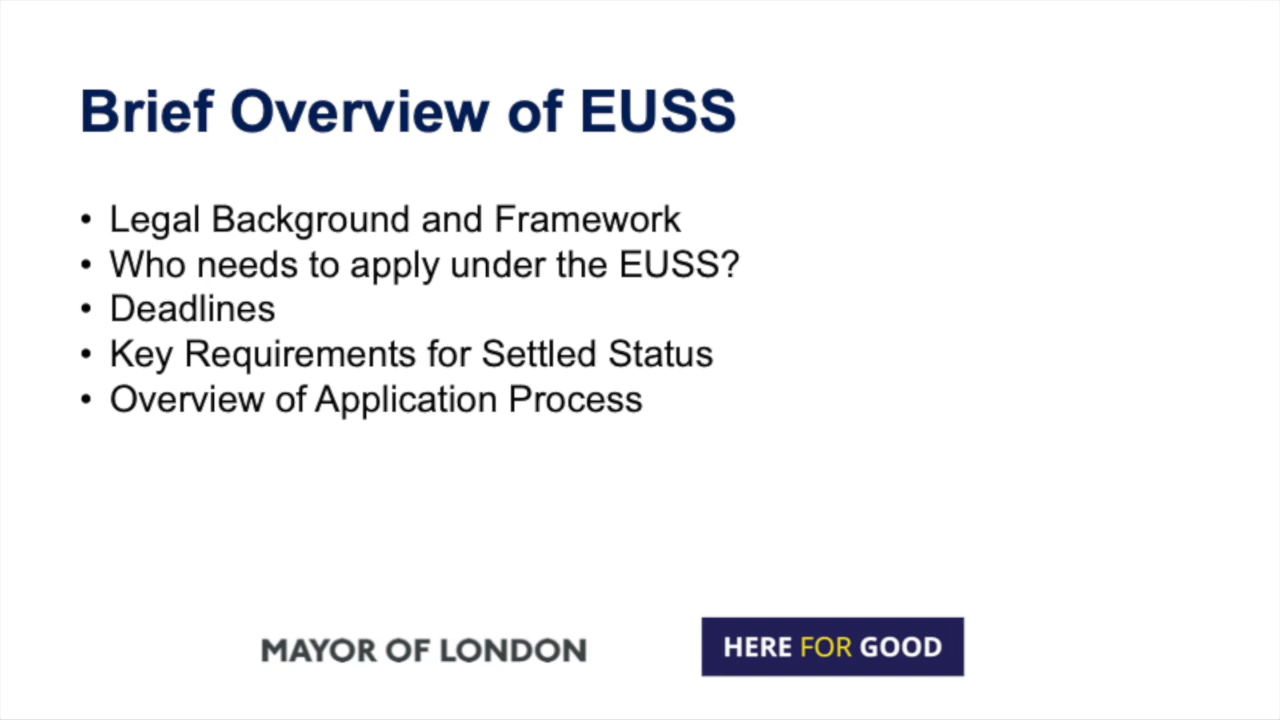 Brief Overview of EUSS
• Legal Background and Framework
• Who needs to apply under the EUSS?
• Deadlines
• Key Requirements for Settled Status
• Overview of Application Process
MAYOR OF LONDON
HERE FOR GOOD